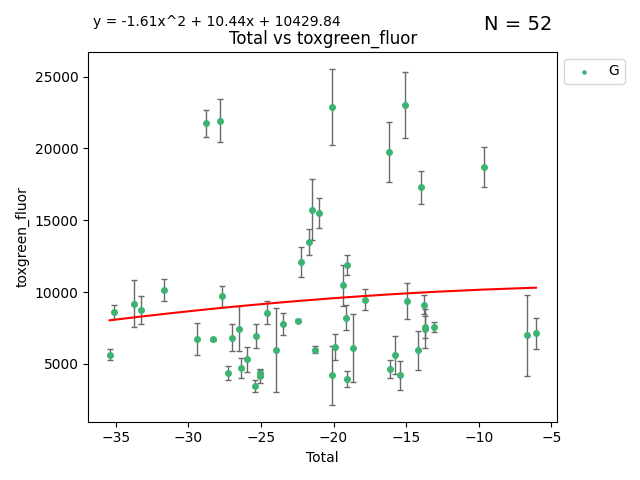 y = -1.61x^2 + 10.44x + 10429.84
N = 52
Total vs toxgreen_fluor
G
25000
20000
15000
10000
5000
toxgreen_fluor
−35 −30 −25 −20 −15 −10 −5
Total